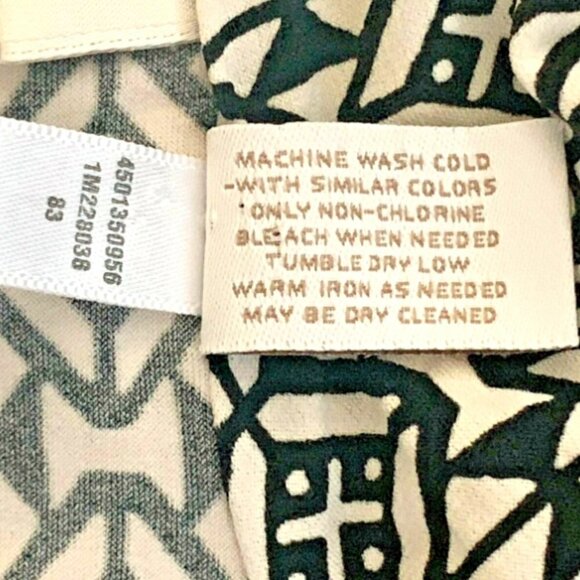 4501350956
1M228038
83
MACHINE WASH COLD
-WITH SIMILAR COLORS
ONLY NON-CHLORINE
BLEACH WHEN NEEDED
TUMBLE DRY LOW
WARM IRON AS NEEDED
MAY BE DRY CLEANED